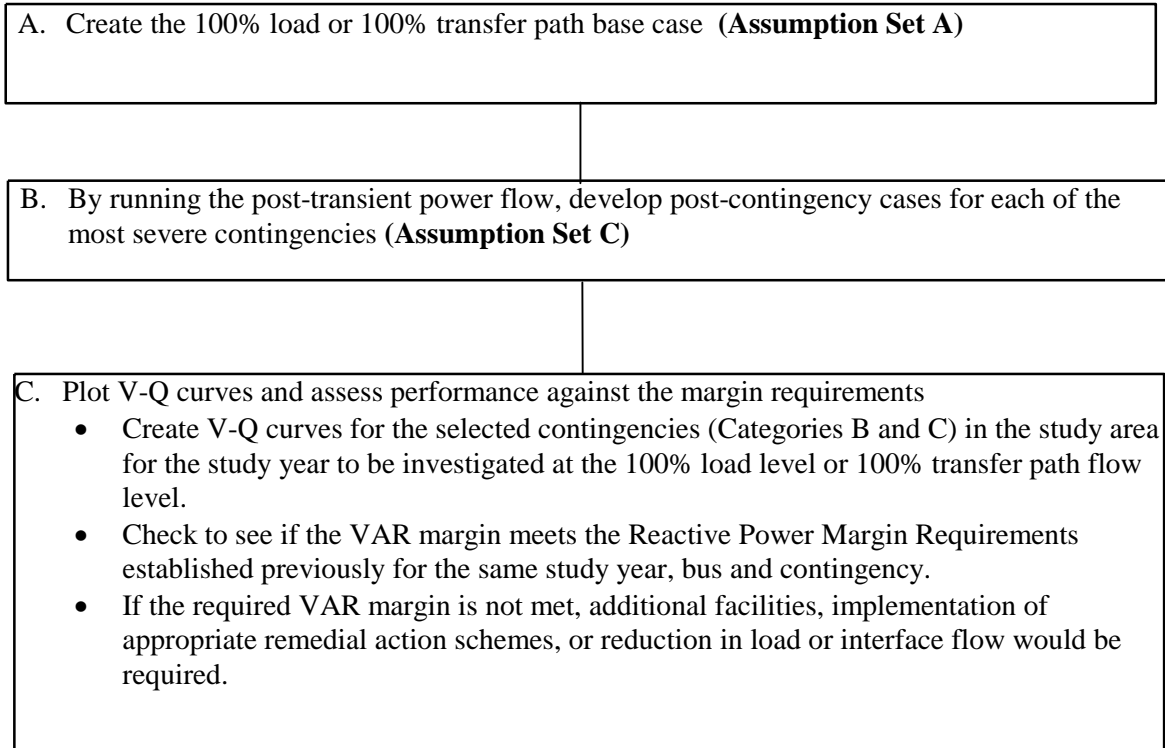 A. Create the 100% load or 100% transfer path base case (Assumption Set A)
B. By running the post-transient power flow, develop post-contingency cases for each of the
most severe contingencies (Assumption Set C)
C. Plot V-Q curves and assess performance against the margin requirements
• Create V-Q curves for the selected contingencies (Categories B and C) in the study area
for the study year to be investigated at the 100% load level or 100% transfer path flow
level.
• Check to see if the VAR margin meets the Reactive Power Margin Requirements
established previously for the same study year, bus and contingency.
• If the required VAR margin is not met, additional facilities, implementation of
appropriate remedial action schemes, or reduction in load or interface flow would be
required.